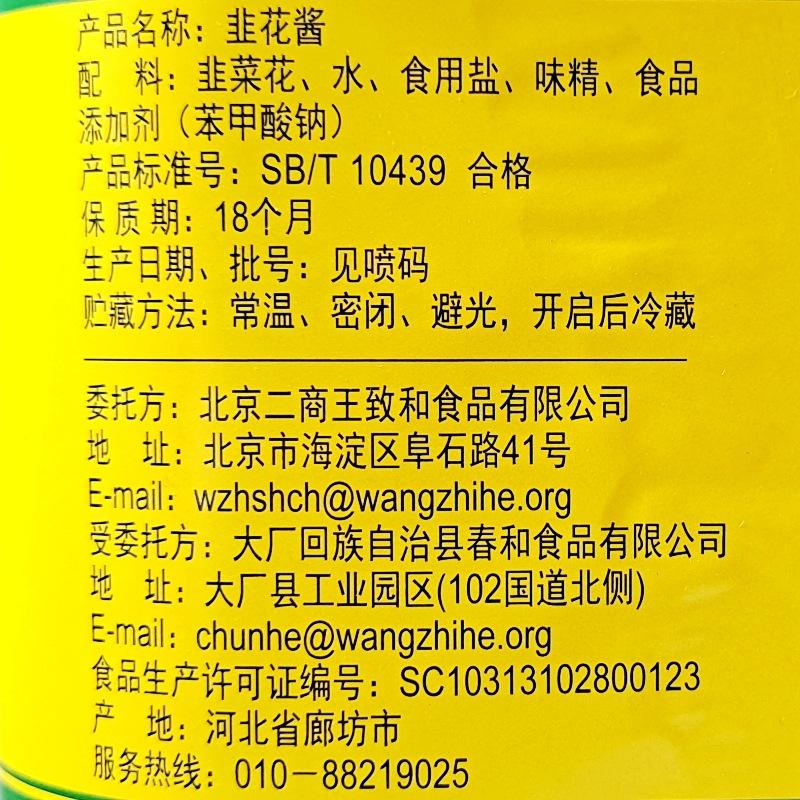 产品名称：韭花酱
配 料：韭菜花、水、食用盐、味精、食品
添加剂（苯甲酸钠）
产品标准号：SB/T 10439 合格
保质期：18个月
生产日期、批号：见喷码
贮藏方法：常温、密闭、避光，开启后冷藏
委托方：北京二商王致和食品有限公司
地 址：北京市海淀区阜石路41号
E-mail：wzhshch@wangzhihe.org
受委托方：大厂回族自治县春和食品有限公司
地 址：大厂县工业园区(102国道北侧)
E-mail：chunhe@wangzhihe.org
食品生产许可证编号：SC10313102800123
产 地：河北省廊坊市
服务热线：010－88219025